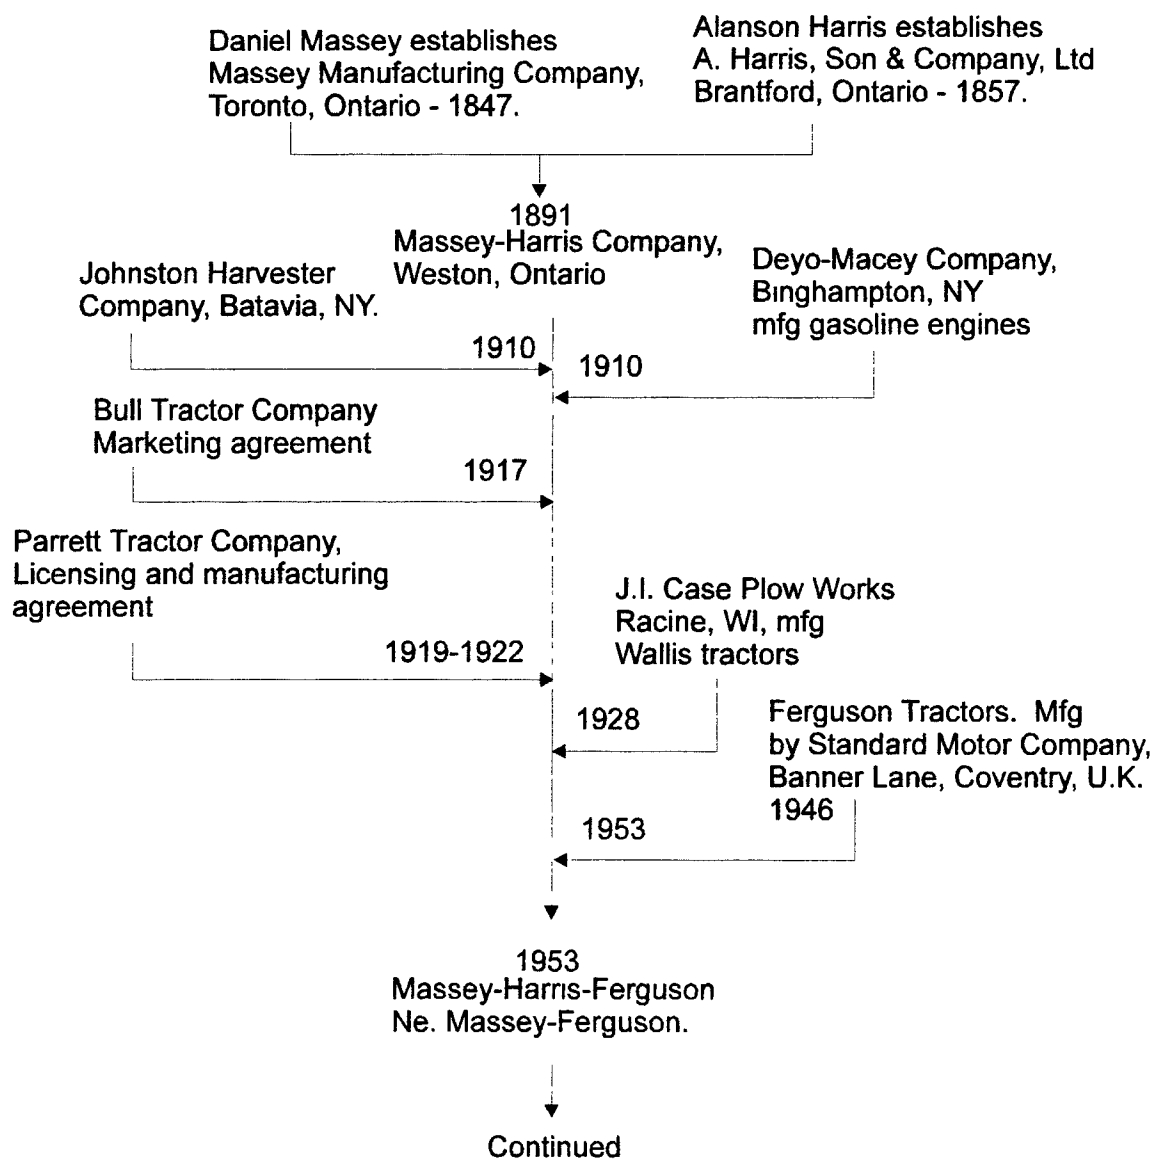 Daniel Massey establishes
Massey Manufacturing Company,
Toronto, Ontario - 1847.
Alanson Harris establishes
A. Harris, Son & Company, Ltd
Brantford, Ontario - 1857.
1891
Massey-Harris Company,
Weston, Ontario
Johnston Harvester
Company, Batavia, NY.
Deyo-Macey Company,
Binghampton, NY
mfg gasoline engines
1910
1910
Bull Tractor Company
Marketing agreement
1917
Parrett Tractor Company,
Licensing and manufacturing
agreement
J.I. Case Plow Works
Racine, WI, mfg
Wallis tractors
1919-1922
1928
Ferguson Tractors. Mfg
by Standard Motor Company,
Banner Lane, Coventry, U.K.
1946
1953
1953
Massey-Harris-Ferguson
Ne. Massey-Ferguson.
Continued